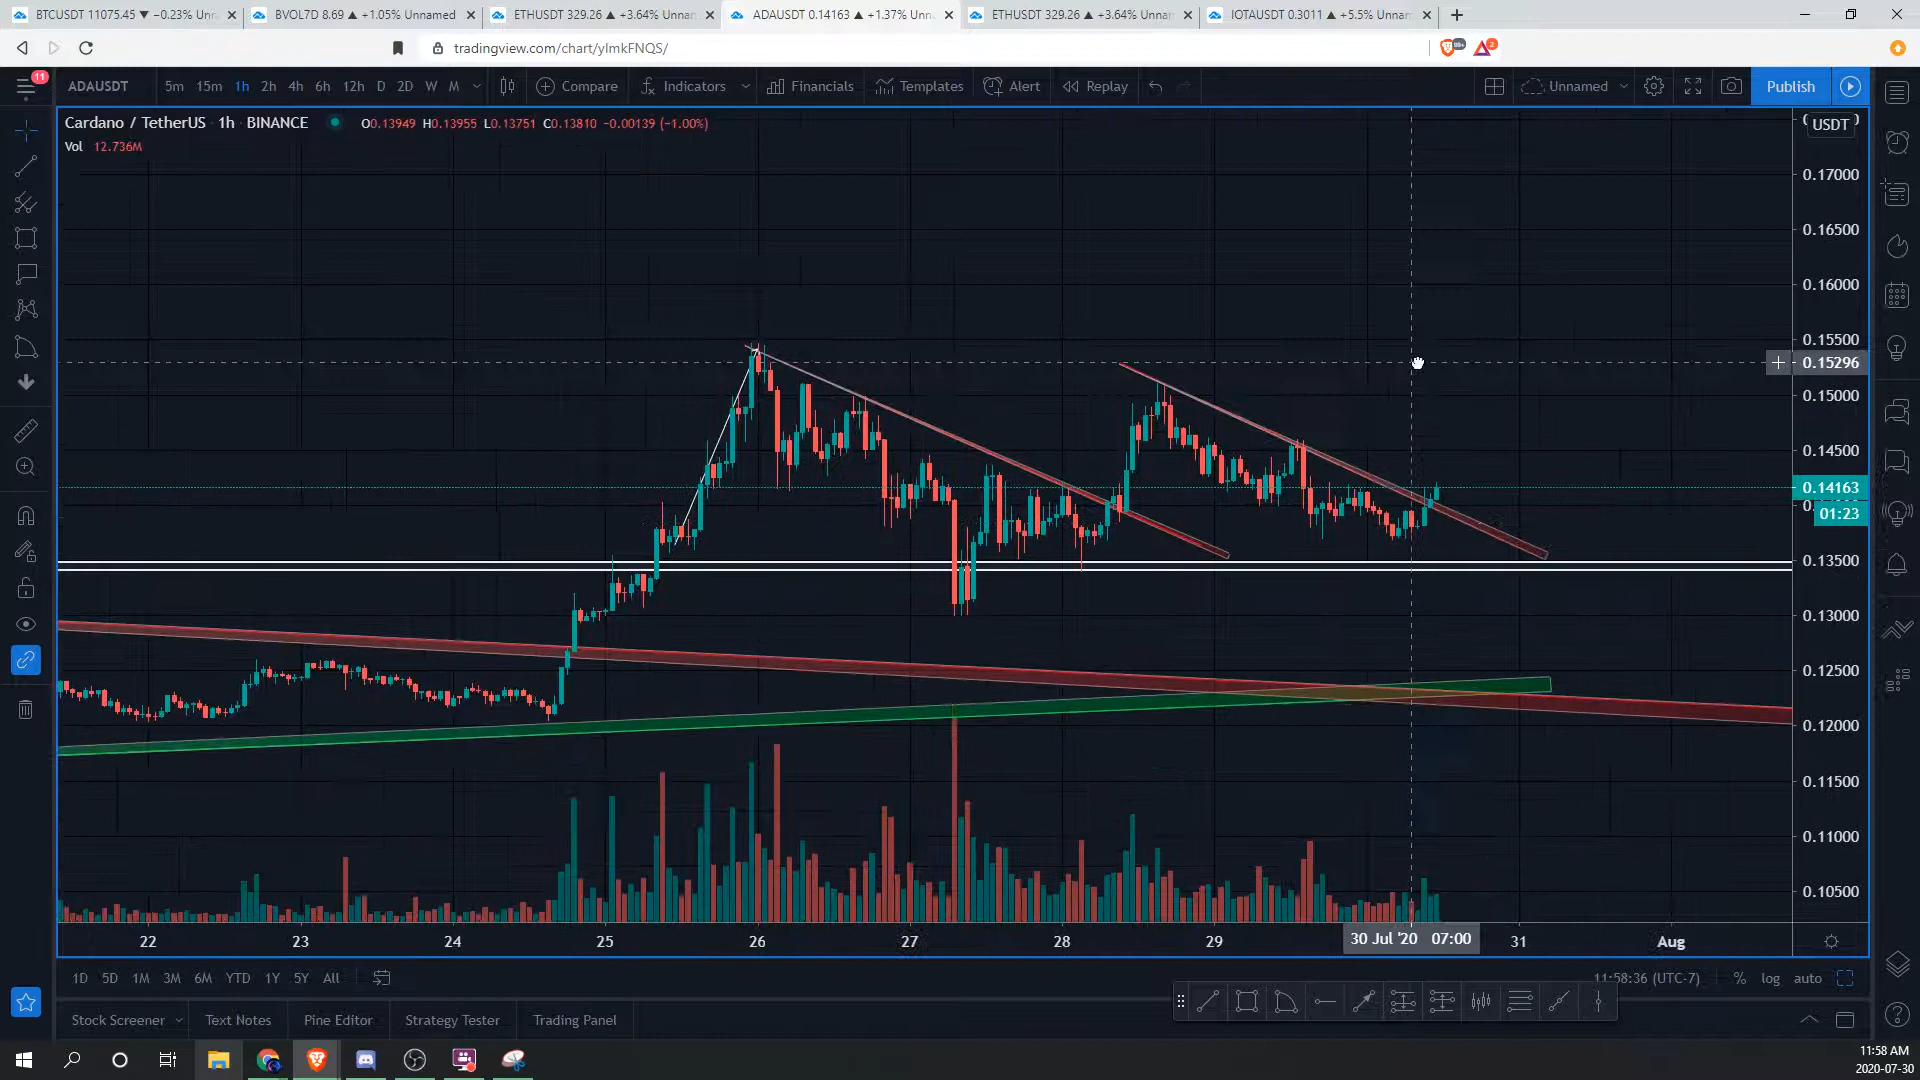 BTCUSDT 11075.45 ▼ −0.23% Unn
BVOL7D 8.69 ▲ +1.05% Unnamed
ETHUSDT 329.26 ▲ +3.64% Unnan
ADAUSDT 0.14163 ▲ +1.37% Unn
ETHUSDT 329.26 ▲ +3.64% Unnan
IOTAUSDT 0.3011 ▲ +5.5% Unnam
tradingview.com/chart/yImkFNQS/
99+
2
11
ADAUSDT
5m 15m 1h 2h 4h 6h 12h D 2D W M
Compare
Indicators
Financials
Templates
Alert
Replay
Unnamed
Publish
Cardano / TetherUS 1h BINANCE
O0.13949 H0.13955 L0.13751 C0.13810 −0.00139 (−1.00%)
Vol 12.736M
USDT
0.17000
0.16500
0.16000
0.15500
0.15296
0.15000
0.14500
0.14163
01:23
0.13500
0.13000
0.12500
0.12000
0.11500
0.11000
0.10500
22 23 24 25 26 27 28 29 30 Jul '20 07:00 31 Aug
1D 5D 1M 3M 6M YTD 1Y 5Y All
11:58:36 (UTC-7) % log auto
Stock Screener
Text Notes
Pine Editor
Strategy Tester
Trading Panel
11:58 AM
2020-07-30